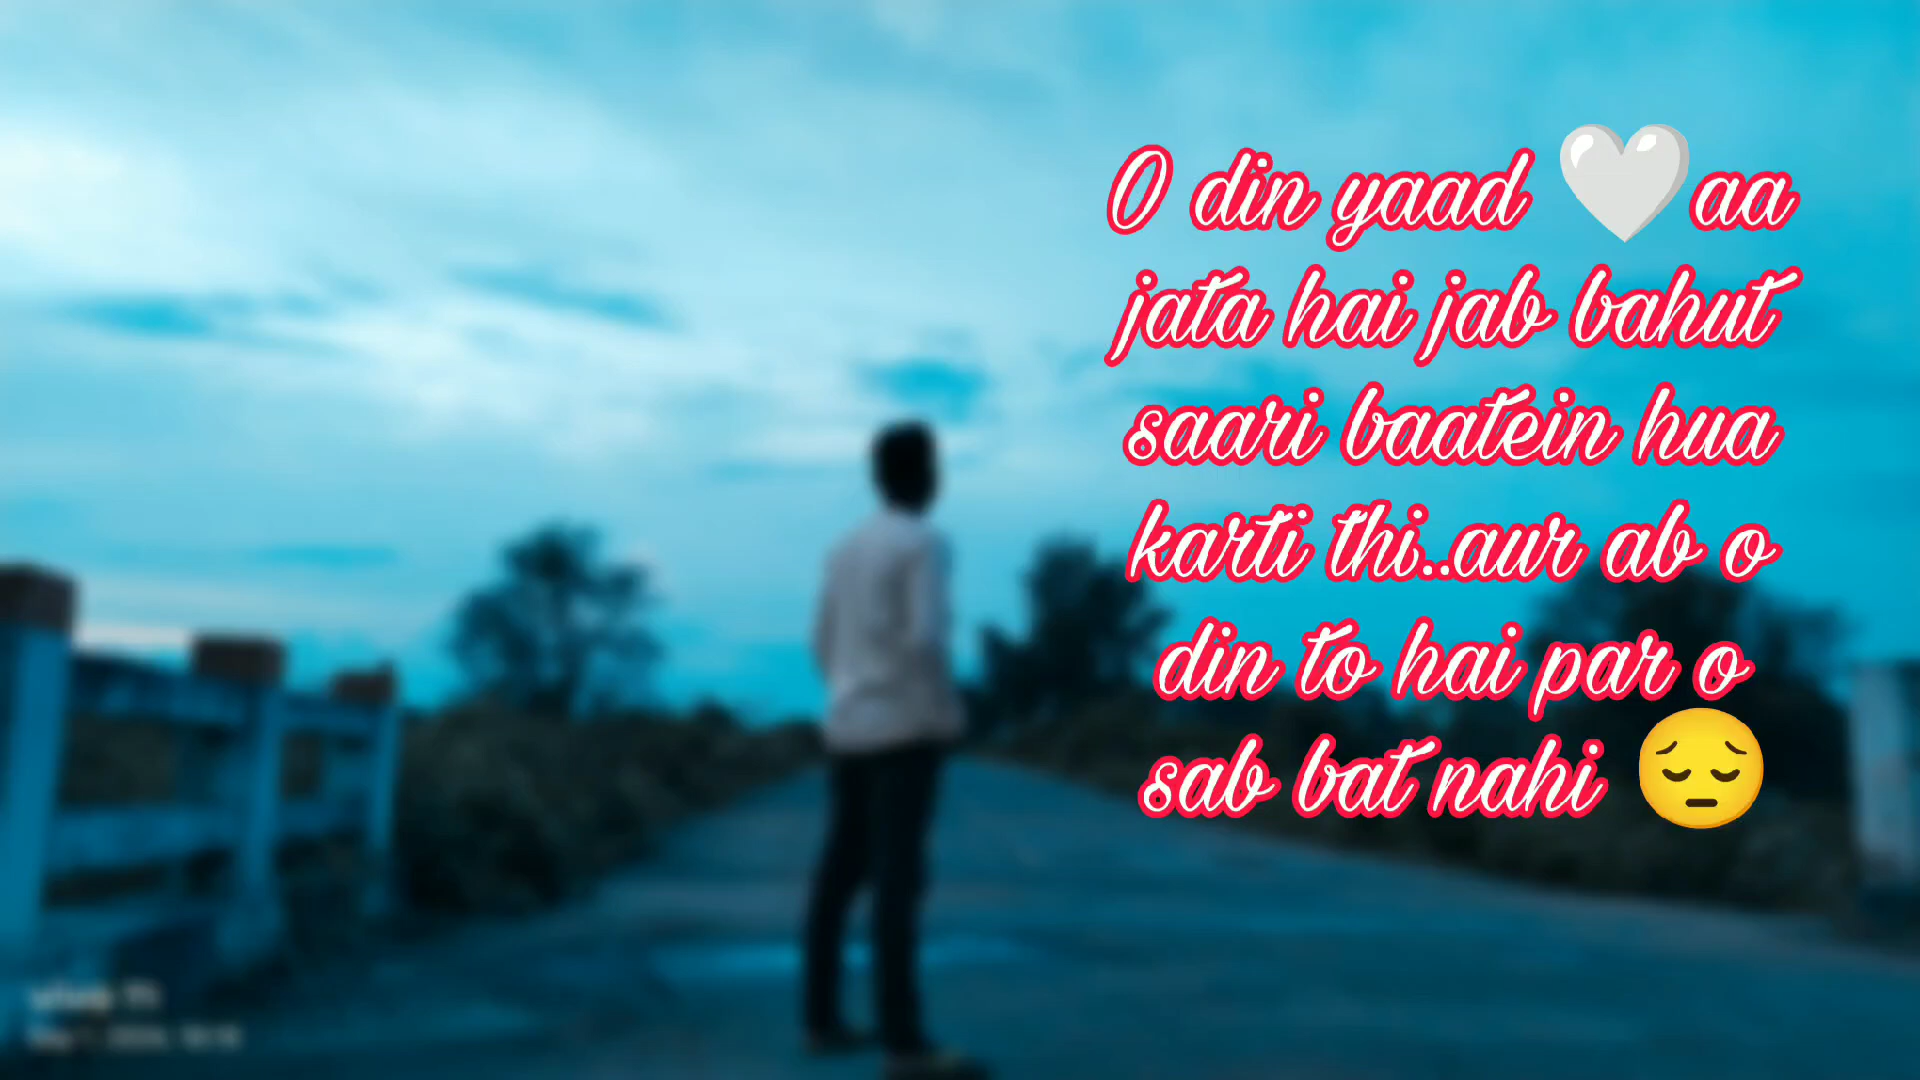 O din yaad 🤍aa
jata hai jab bahut
saari baatein hua
karti thi..aur ab o
din to hai par o
sab bat nahi 😔